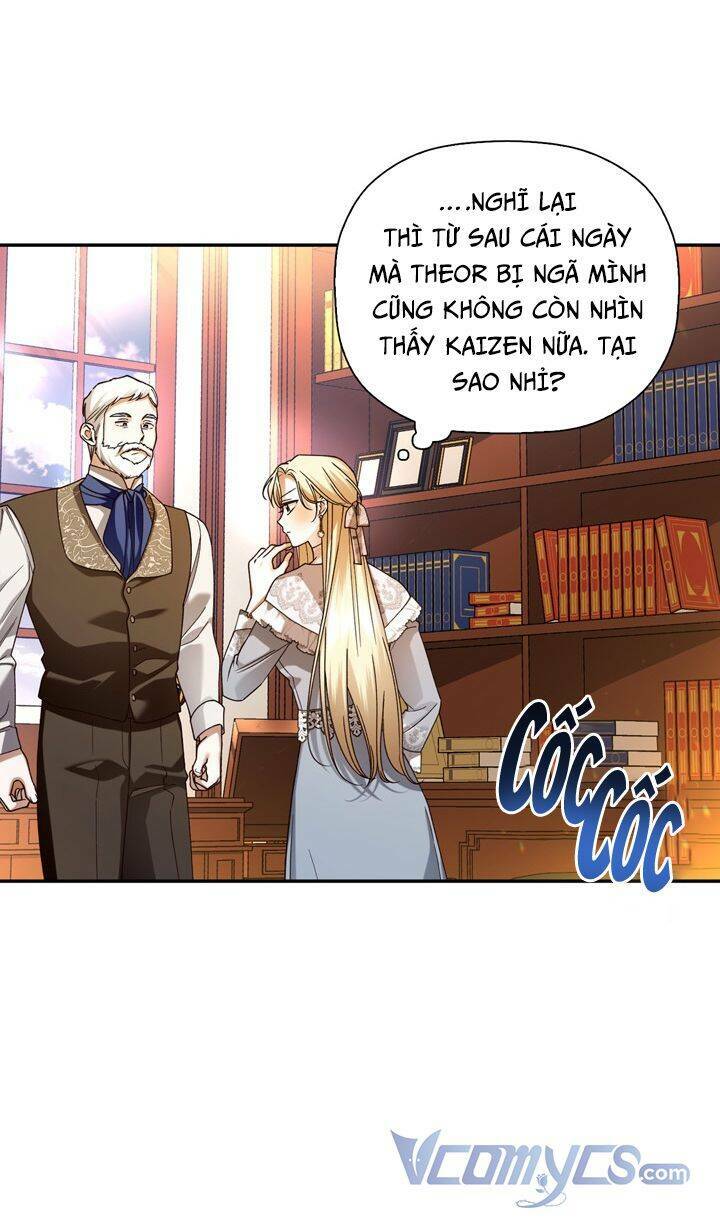 ....NGHĨ LẠI
THÌ TỪ SAU CÁI NGÀY
MÀ THEOR BỊ NGÃ MÌNH
CŨNG KHÔNG CÒN NHÌN
THẤY KAIZEN NỮA. TẠI
SAO NHỈ?
CỐC
CỐC
VCOMYCS.com